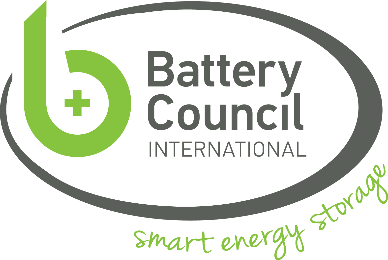 b+
Battery
Council
INTERNATIONAL
smart energy storage